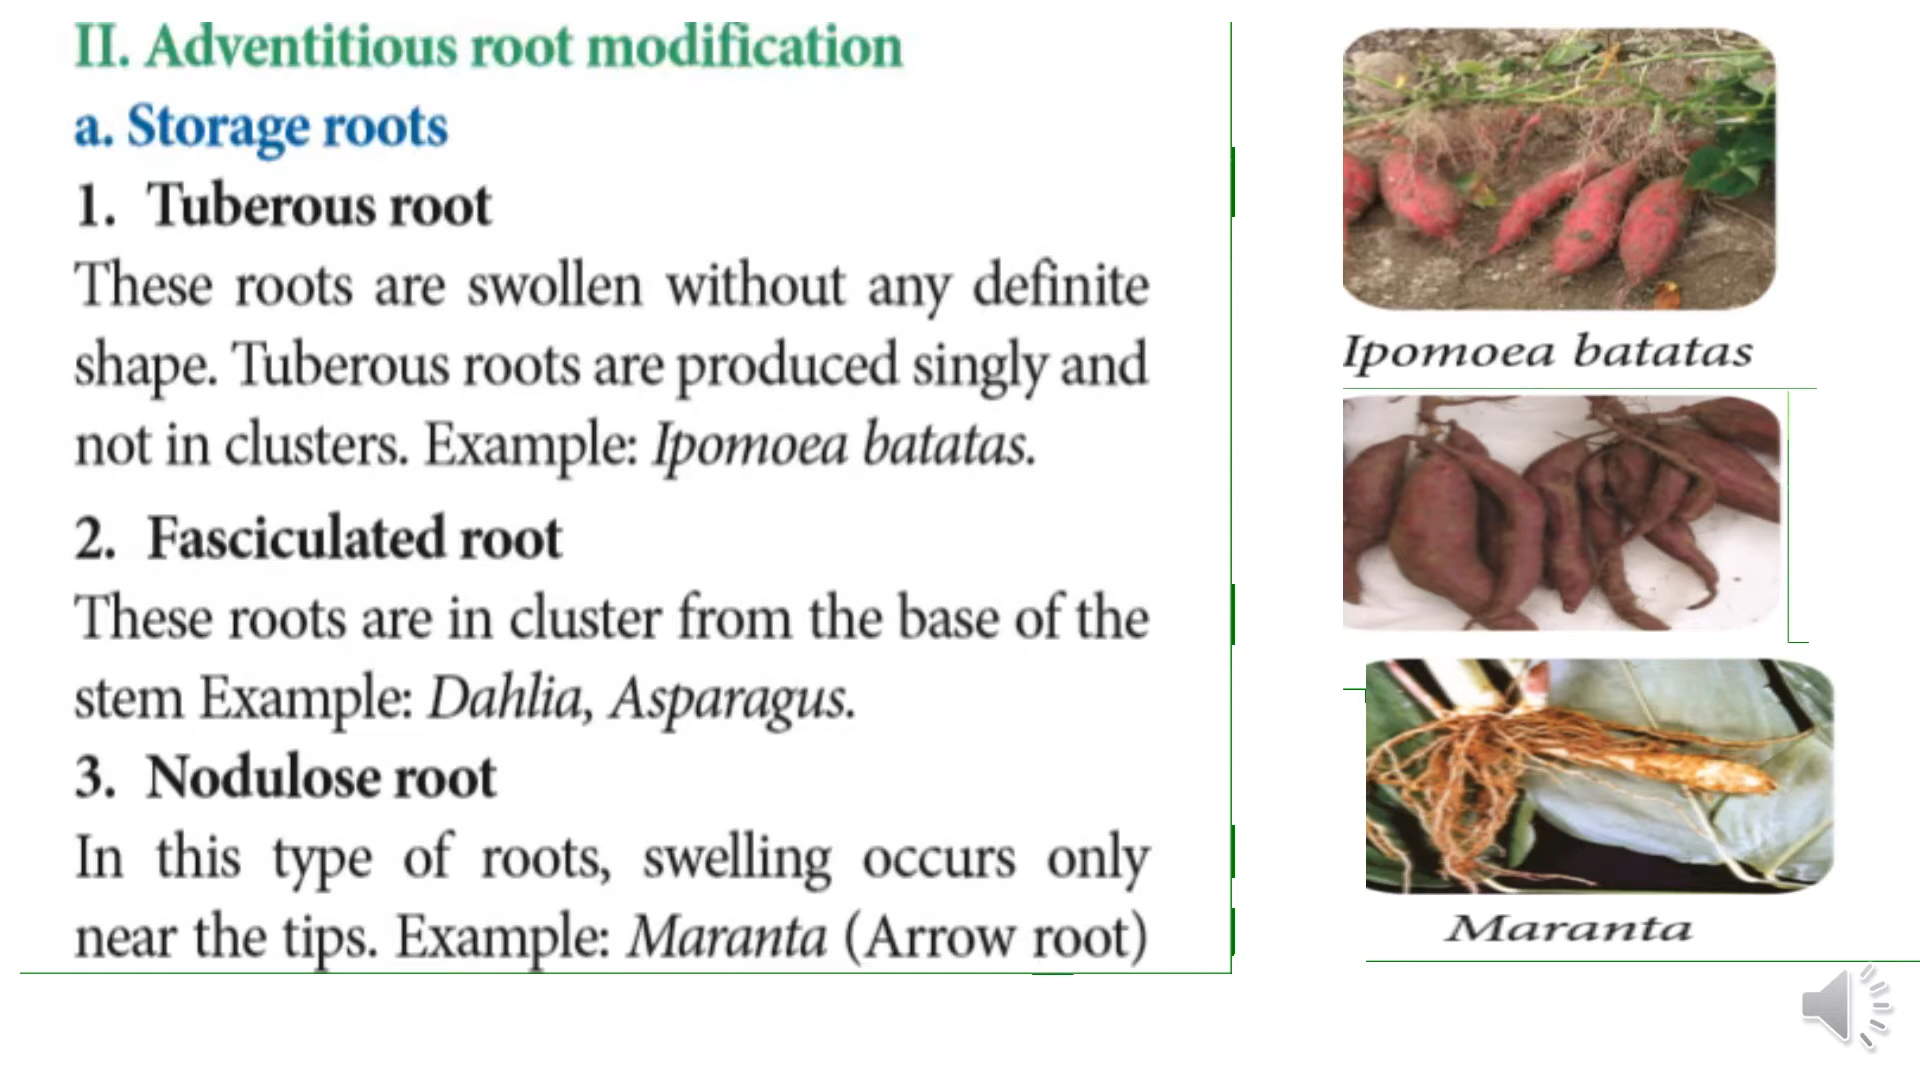 II. Adventitious root modification
a. Storage roots
1. Tuberous root
These roots are swollen without any definite
shape. Tuberous roots are produced singly and
not in clusters. Example: Ipomoea batatas.
2. Fasciculated root
These roots are in cluster from the base of the
stem Example: Dahlia, Asparagus.
3. Nodulose root
In this type of roots, swelling occurs only
near the tips. Example: Maranta (Arrow root)
Ipomoea batatas
Maranta